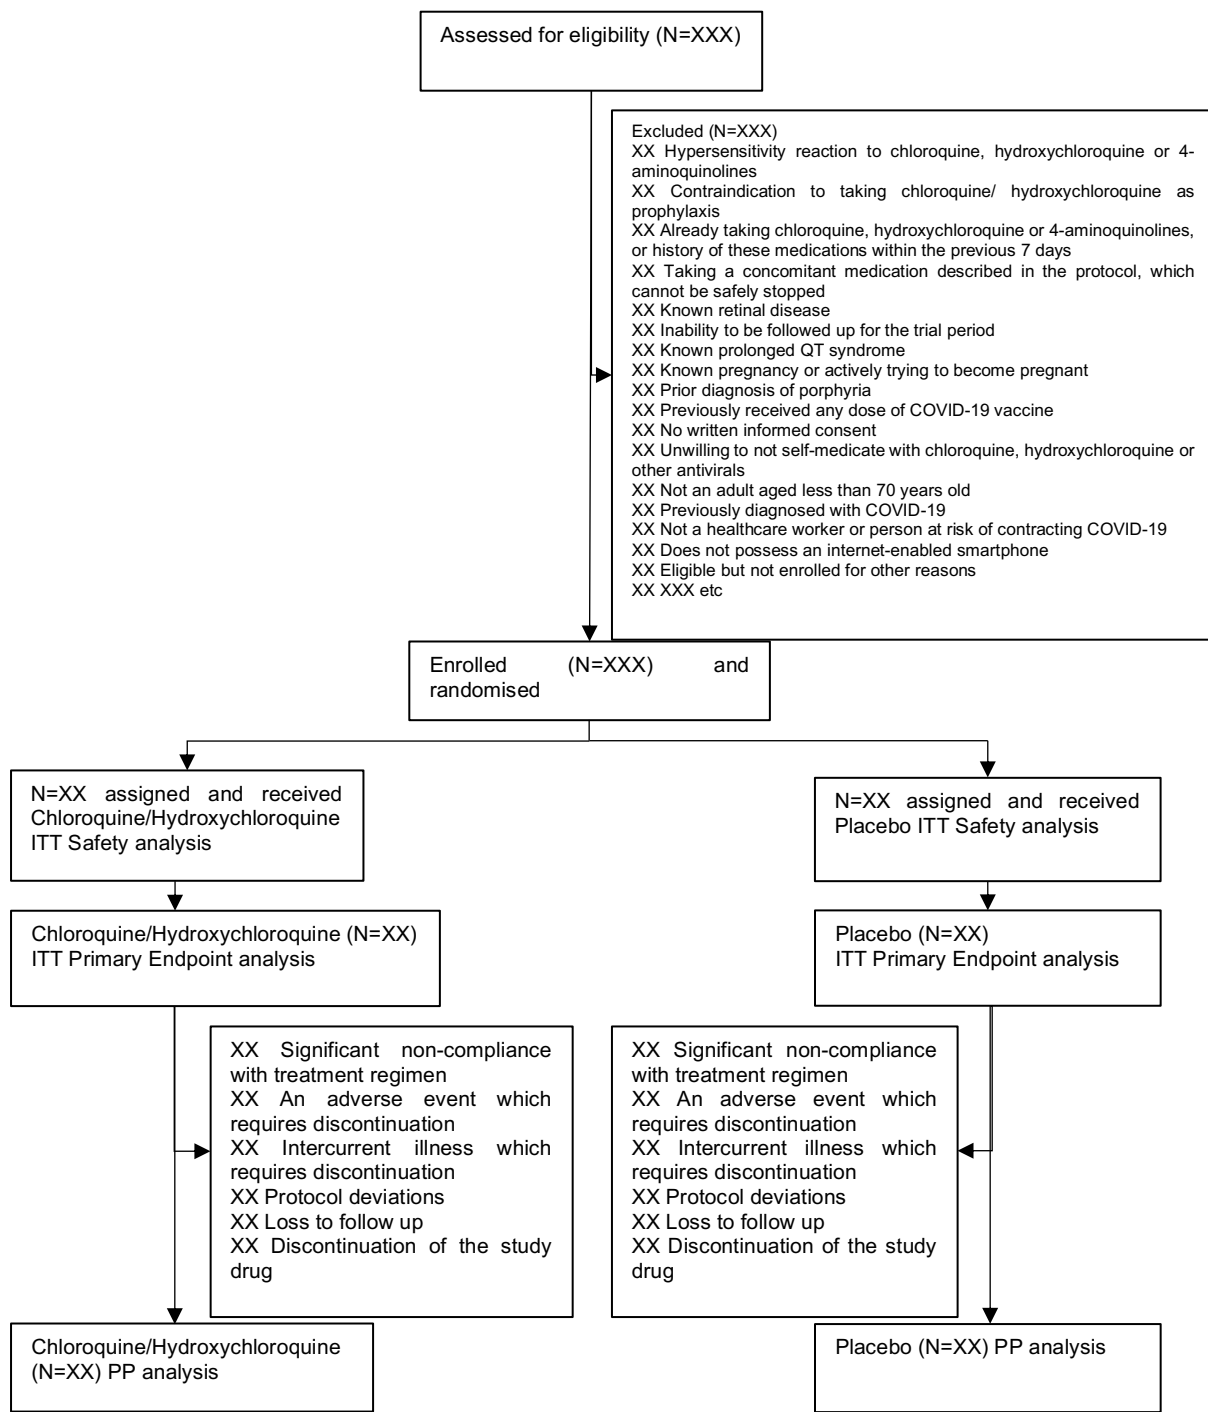 Assessed for eligibility (N=XXX)
Excluded (N=XXX)
XX Hypersensitivity reaction to chloroquine, hydroxychloroquine or 4-
aminoquinolines
XX Contraindication to taking chloroquine/ hydroxychloroquine as
prophylaxis
XX Already taking chloroquine, hydroxychloroquine or 4-aminoquinolines,
or history of these medications within the previous 7 days
XX Taking a concomitant medication described in the protocol, which
cannot be safely stopped
XX Known retinal disease
XX Inability to be followed up for the trial period
XX Known prolonged QT syndrome
XX Known pregnancy or actively trying to become pregnant
XX Prior diagnosis of porphyria
XX Previously received any dose of COVID-19 vaccine
XX No written informed consent
XX Unwilling to not self-medicate with chloroquine, hydroxychloroquine or
other antivirals
XX Not an adult aged less than 70 years old
XX Previously diagnosed with COVID-19
XX Not a healthcare worker or person at risk of contracting COVID-19
XX Does not possess an internet-enabled smartphone
XX Eligible but not enrolled for other reasons
XX XXX etc
Enrolled (N=XXX) and
randomised
N=XX assigned and received
Chloroquine/Hydroxychloroquine
ITT Safety analysis
N=XX assigned and received
Placebo ITT Safety analysis
Chloroquine/Hydroxychloroquine (N=XX)
ITT Primary Endpoint analysis
Placebo (N=XX)
ITT Primary Endpoint analysis
XX Significant non-compliance
with treatment regimen
XX An adverse event which
requires discontinuation
XX Intercurrent illness which
requires discontinuation
XX Protocol deviations
XX Loss to follow up
XX Discontinuation of the study
drug
XX Significant non-compliance
with treatment regimen
XX An adverse event which
requires discontinuation
XX Intercurrent illness which
requires discontinuation
XX Protocol deviations
XX Loss to follow up
XX Discontinuation of the study
drug
Chloroquine/Hydroxychloroquine
(N=XX) PP analysis
Placebo (N=XX) PP analysis